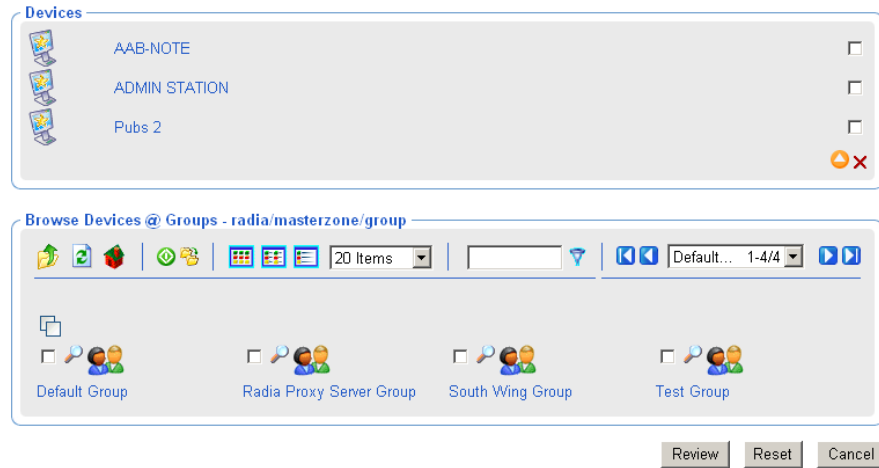 Devices
AAB-NOTE
ADMIN STATION
Pubs 2
Browse Devices @ Groups - radia/masterzone/group
20 Items Default... 1-4/4
Default Group Radia Proxy Server Group South Wing Group Test Group
Review Reset Cancel